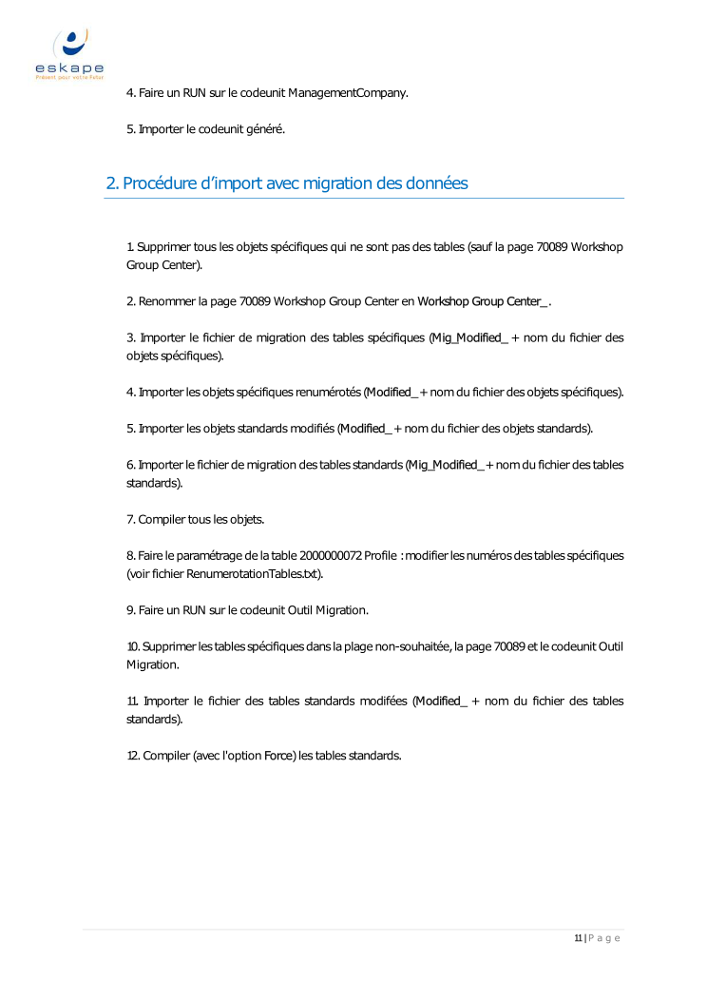 eskape
Présent pour votre Futur
4. Faire un RUN sur le codeunit ManagementCompany.
5. Importer le codeunit généré.
2. Procédure d’import avec migration des données
1. Supprimer tous les objets spécifiques qui ne sont pas des tables (sauf la page 70089 Workshop
Group Center).
2. Renommer la page 70089 Workshop Group Center en Workshop Group Center_ .
3. Importer le fichier de migration des tables spécifiques (Mig_Modified_ + nom du fichier des
objets spécifiques).
4. Importer les objets spécifiques renumérotés (Modified_ + nom du fichier des objets spécifiques).
5. Importer les objets standards modifiés (Modified_ + nom du fichier des objets standards).
6. Importer le fichier de migration des tables standards (Mig_Modified_ + nom du fichier des tables
standards).
7. Compiler tous les objets.
8. Faire le paramétrage de la table 2000000072 Profile : modifier les numéros des tables spécifiques
(voir fichier RenumerotationTables.txt).
9. Faire un RUN sur le codeunit Outil Migration.
10. Supprimer les tables spécifiques dans la plage non-souhaitée, la page 70089 et le codeunit Outil
Migration.
11. Importer le fichier des tables standards modifées (Modified_ + nom du fichier des tables
standards).
12. Compiler (avec l'option Force) les tables standards.
11 | Page